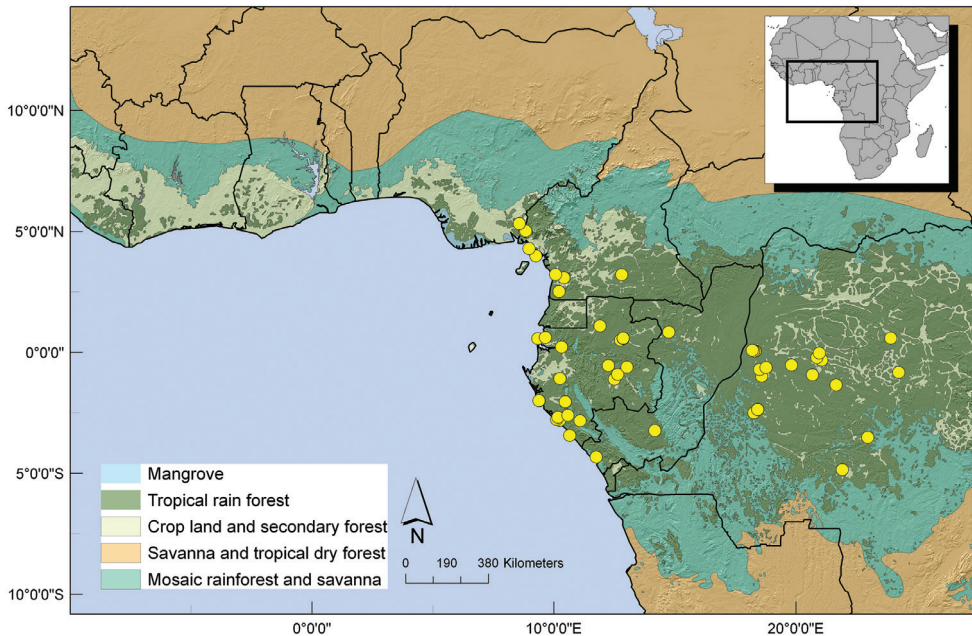 10°0'0"N
5°0'0"N
0°0'0"
5°0'0"S
10°0'0"S
Mangrove
Tropical rain forest
Crop land and secondary forest
Savanna and tropical dry forest
Mosaic rainforest and savanna
N
0 190 380 Kilometers
0°0'0" 10°0'0"E 20°0'0"E